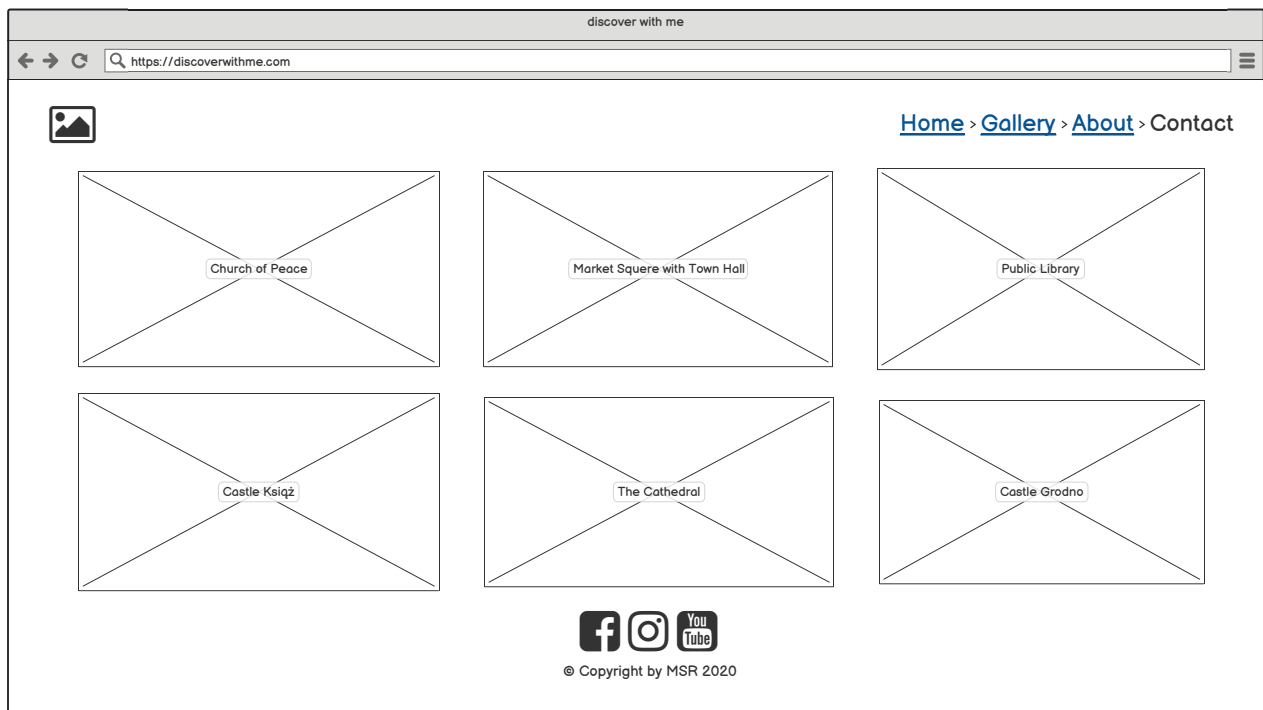 discover with me
https://discoverwithme.com
Home > Gallery > About > Contact
Church of Peace
Market Squere with Town Hall
Public Library
Castle Książ
The Cathedral
Castle Grodno
You
Tube
© Copyright by MSR 2020